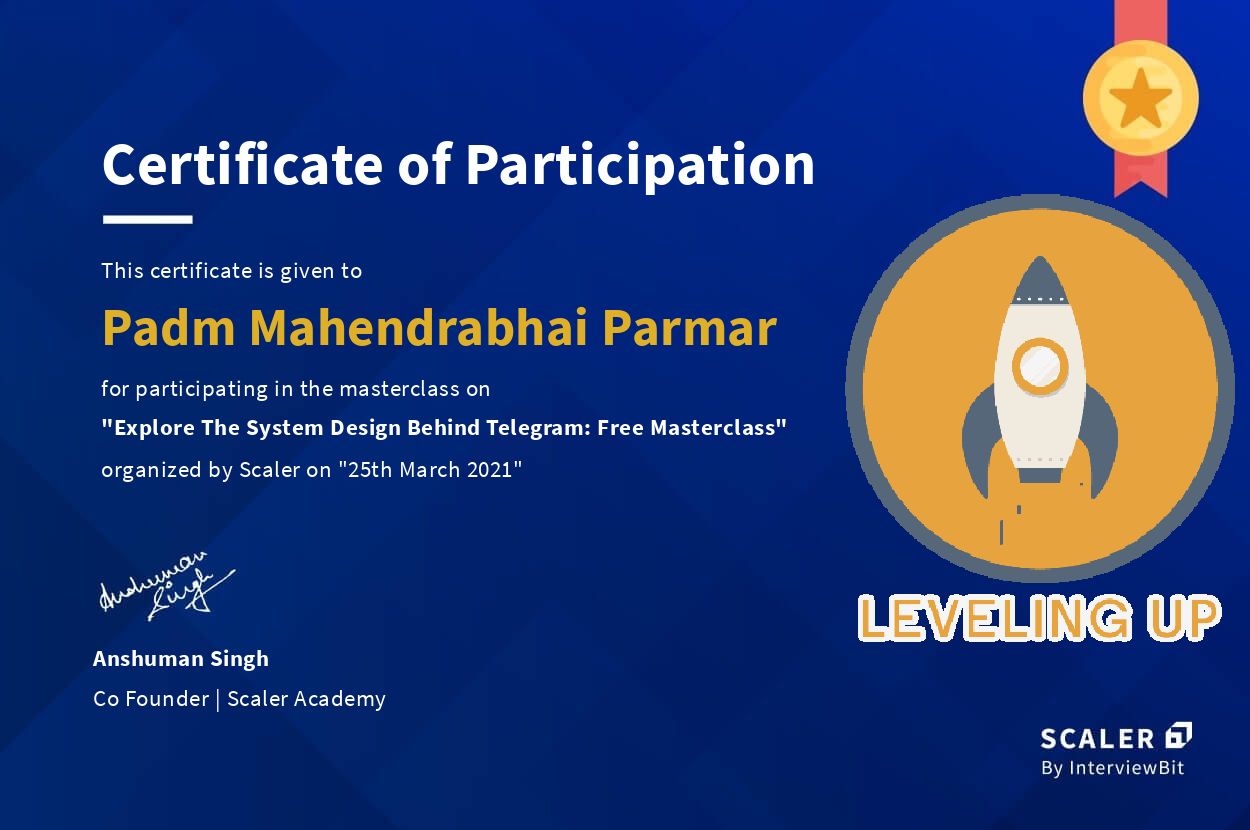 Certificate of Participation
This certificate is given to
Padm Mahendrabhai Parmar
for participating in the masterclass on
"Explore The System Design Behind Telegram: Free Masterclass"
organized by Scaler on "25th March 2021"
Anshuman
Singh
Anshuman Singh
Co Founder | Scaler Academy
LEVELING UP
SCALER
By InterviewBit